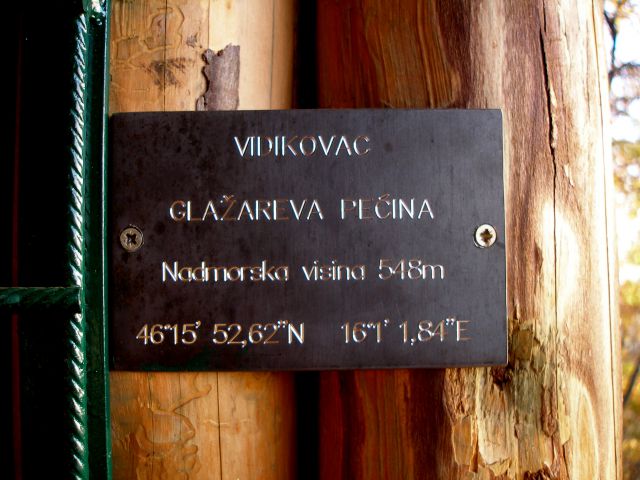 VIDIKOVAC
GLAŽAREVA PEĆINA
Nadmorska visina 548m
46°15' 52,62"N 16°1' 1,84"E